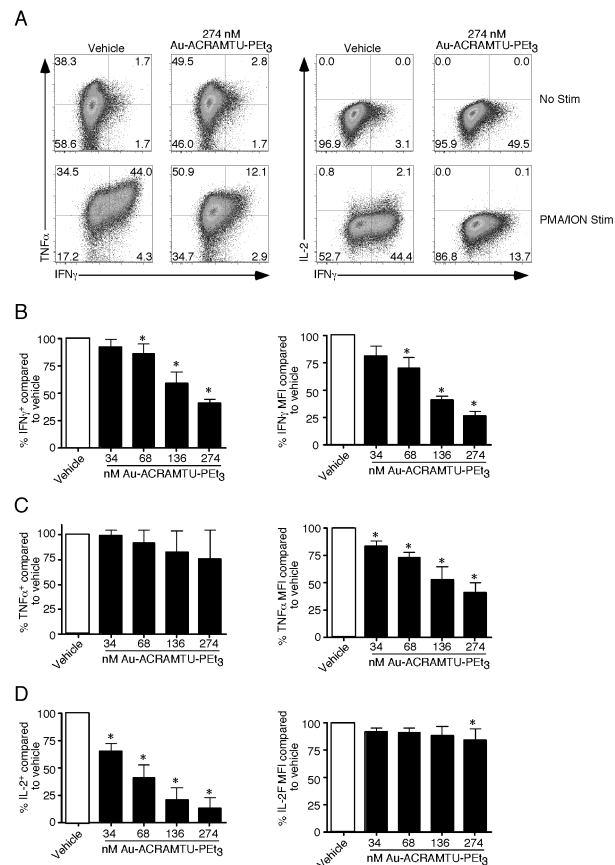 A
274 nM
Vehicle Au-ACRAMTU-PEt3
274 nM
Vehicle Au-ACRAMTU-PEt3
38.3 1.7 49.5 2.8 0.0 0.0 0.0 0.0
No Stim
58.6 1.7 46.0 1.7 96.9 3.1 95.9 49.5
34.5 44.0 50.9 12.1 0.8 2.1 0.0 0.1
PMA/ION Stim
TNFα
17.2 4.3 34.7 2.9
IL-2
52.7 44.4 86.8 13.7
IFNγ
IFNγ
B
% IFNγ+ compared
to vehicle
100
75
50
25
0
* * *
Vehicle 34 68 136 274
nM Au-ACRAMTU-PEt3
% IFNγ MFI compared
to vehicle
100
75
50
25
0
* * *
Vehicle 34 68 136 274
nM Au-ACRAMTU-PEt3
C
% TNFα+ compared
to vehicle
100
75
50
25
0
Vehicle 34 68 136 274
nM Au-ACRAMTU-PEt3
% TNFα MFI compared
to vehicle
100
75
50
25
0
* * * *
Vehicle 34 68 136 274
nM Au-ACRAMTU-PEt3
D
% IL-2+ compared
to vehicle
100
75
50
25
0
* * * *
Vehicle 34 68 136 274
nM Au-ACRAMTU-PEt3
% IL-2F MFI compared
to vehicle
100
75
50
25
0
*
Vehicle 34 68 136 274
nM Au-ACRAMTU-PEt3